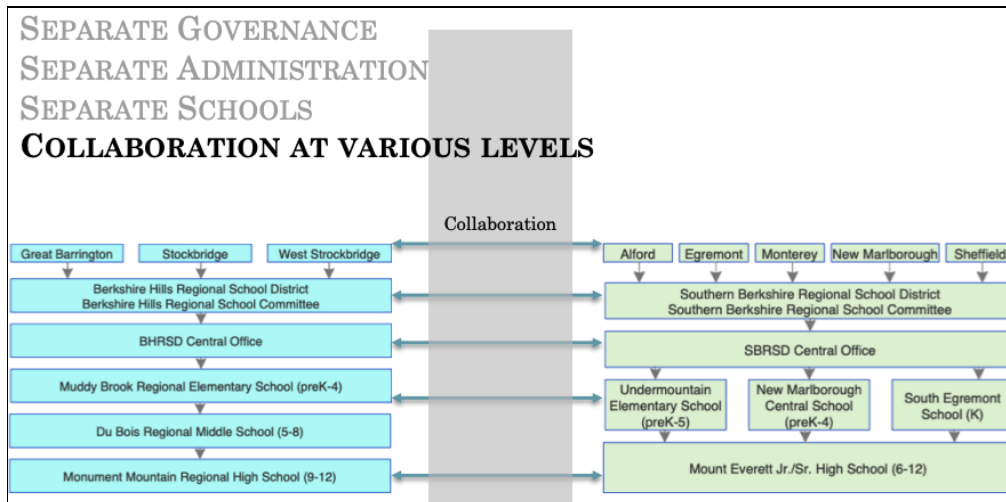 SEPARATE GOVERNANCE
SEPARATE ADMINISTRATION
SEPARATE SCHOOLS
COLLABORATION AT VARIOUS LEVELS
Collaboration
Great Barrington
Stockbridge
West Strockbridge
Alford
Egremont
Monterey
New Marlborough
Sheffield
Berkshire Hills Regional School District
Berkshire Hills Regional School Committee
Southern Berkshire Regional School District
Southern Berkshire Regional School Committee
BHRSD Central Office
SBRSD Central Office
Muddy Brook Regional Elementary School (preK-4)
Undermountain
Elementary School
(preK-5)
New Marlborough
Central School
(preK-4)
South Egremont
School (K)
Du Bois Regional Middle School (5-8)
Monument Mountain Regional High School (9-12)
Mount Everett Jr./Sr. High School (6-12)